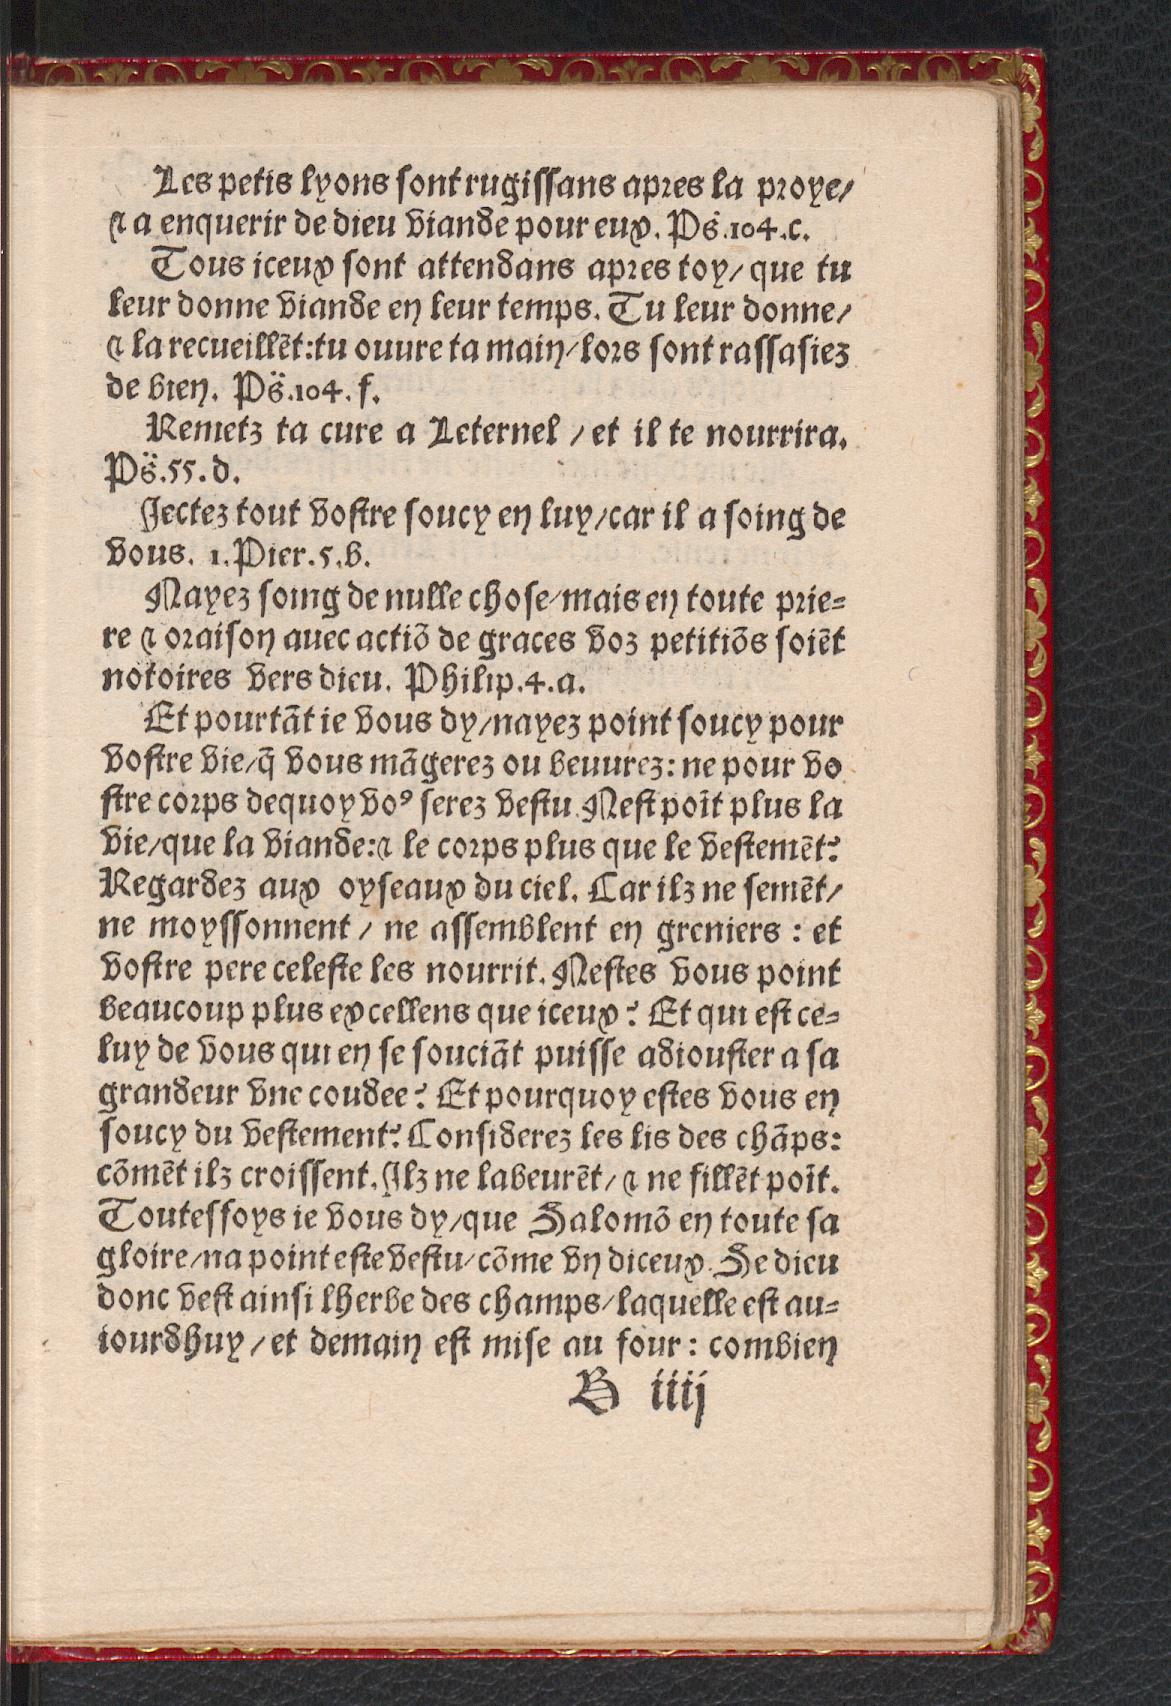 Les petis lyons sont rugissans apres la proye/
⁊ a enquerir de dieu viande pour eux. Ps̈.104.c.
Tous iceux sont attendans apres toy/ que tu
leur donne viande en leur temps. Tu leur donne/
⁊ la recueillēt:tu ouure ta main/lors sont rassasiez
de bien. Ps̈.104.f.
Remetz ta cure a Leternel / et il te nourrira.
Ps̈.55.d.
Jectez tout vostre soucy en luy/car il a soing de
vous. 1.Pier.5.b.
Nayez soing de nulle chose/mais en toute prie=
re ⁊ oraison auec actiō de graces voz petitiōs soiēt
notoires vers dieu. Philip.4.a.
Et pourtāt ie vous dy/nayez point soucy pour
vostre vie/q̄ vous māgerez ou beuurez: ne pour vo
stre corps dequoy voꝰ serez vestu. Nest poīt plus la
vie/que la viande:⁊ le corps plus que le vestemēt?
Regardez aux oyseaux du ciel. Car ilz ne semēt/
ne moyssonnent / ne assemblent en greniers : et
vostre pere celeste les nourrit. Nestes vous point
beaucoup plus excellens que iceux? Et qui est ce=
luy de vous qui en se souciāt puisse adiouster a sa
grandeur vne coudee? Et pourquoy estes vous en
soucy du vestement? Considerez les lis des chāps:
cōmēt ilz croissent. Ilz ne labeurēt/ ⁊ ne fillēt poīt.
Toutesfoys ie vous dy/que Salomō en toute sa
gloire/na point este vestu/cōme vn diceux. Se dieu
donc vest ainsi lherbe des champs/laquelle est au=
iourdhuy / et demain est mise au four : combien
B iiij